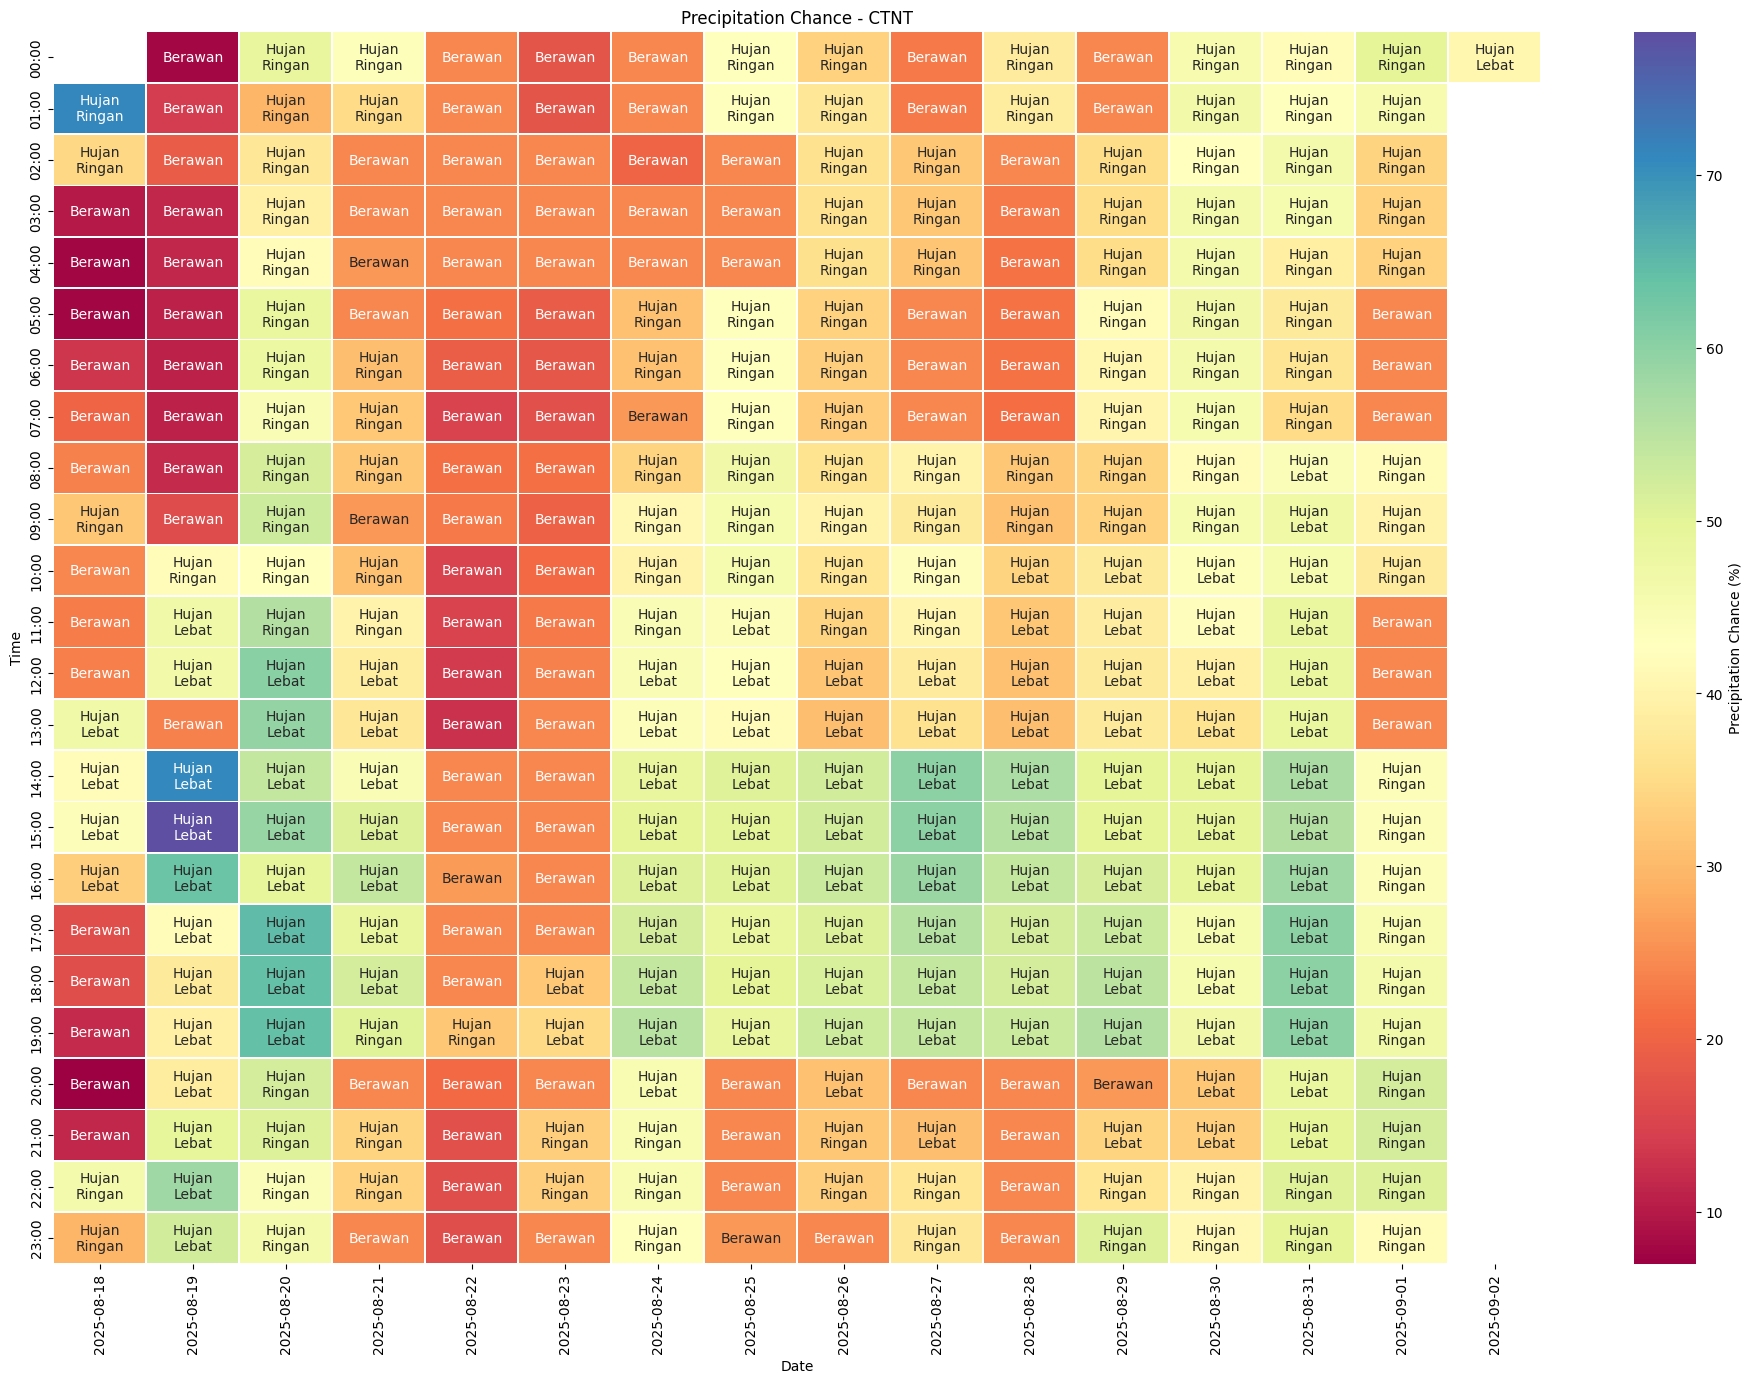 Precipitation Chance - CTNT
00:00 Berawan Hujan Ringan Hujan Ringan Berawan Berawan Berawan Hujan Ringan Hujan Ringan Berawan Hujan Ringan Berawan Hujan Ringan Hujan Ringan Hujan Ringan Hujan Lebat
01:00 Hujan Ringan Berawan Hujan Ringan Hujan Ringan Berawan Berawan Berawan Hujan Ringan Hujan Ringan Berawan Hujan Ringan Berawan Hujan Ringan Hujan Ringan Hujan Ringan
02:00 Hujan Ringan Berawan Hujan Ringan Berawan Berawan Berawan Berawan Berawan Hujan Ringan Hujan Ringan Berawan Hujan Ringan Hujan Ringan Hujan Ringan Hujan Ringan
03:00 Berawan Berawan Hujan Ringan Berawan Berawan Berawan Berawan Berawan Hujan Ringan Hujan Ringan Berawan Hujan Ringan Hujan Ringan Hujan Ringan Hujan Ringan
04:00 Berawan Berawan Hujan Ringan Berawan Berawan Berawan Berawan Berawan Hujan Ringan Hujan Ringan Berawan Hujan Ringan Hujan Ringan Hujan Ringan Hujan Ringan
05:00 Berawan Berawan Hujan Ringan Berawan Berawan Berawan Hujan Ringan Hujan Ringan Hujan Ringan Berawan Berawan Hujan Ringan Hujan Ringan Hujan Ringan Berawan
06:00 Berawan Berawan Hujan Ringan Hujan Ringan Berawan Berawan Hujan Ringan Hujan Ringan Hujan Ringan Berawan Berawan Hujan Ringan Hujan Ringan Hujan Ringan Berawan
07:00 Berawan Berawan Hujan Ringan Hujan Ringan Berawan Berawan Berawan Hujan Ringan Hujan Ringan Berawan Berawan Hujan Ringan Hujan Ringan Hujan Ringan Berawan
08:00 Berawan Berawan Hujan Ringan Hujan Ringan Berawan Berawan Hujan Ringan Hujan Ringan Hujan Ringan Hujan Ringan Hujan Ringan Hujan Ringan Hujan Ringan Hujan Lebat Hujan Ringan
09:00 Hujan Ringan Berawan Hujan Ringan Berawan Berawan Berawan Hujan Ringan Hujan Ringan Hujan Ringan Hujan Ringan Hujan Ringan Hujan Ringan Hujan Ringan Hujan Lebat Hujan Ringan
10:00 Berawan Hujan Ringan Hujan Ringan Hujan Ringan Berawan Berawan Hujan Ringan Hujan Ringan Hujan Ringan Hujan Ringan Hujan Lebat Hujan Lebat Hujan Lebat Hujan Lebat Hujan Ringan
11:00 Berawan Hujan Lebat Hujan Ringan Hujan Ringan Berawan Berawan Hujan Ringan Hujan Lebat Hujan Ringan Hujan Ringan Hujan Lebat Hujan Lebat Hujan Lebat Hujan Lebat Berawan
12:00 Berawan Hujan Lebat Hujan Lebat Hujan Lebat Berawan Berawan Hujan Lebat Hujan Lebat Hujan Lebat Hujan Lebat Hujan Lebat Hujan Lebat Hujan Lebat Hujan Lebat Berawan
13:00 Hujan Lebat Berawan Hujan Lebat Hujan Lebat Berawan Berawan Hujan Lebat Hujan Lebat Hujan Lebat Hujan Lebat Hujan Lebat Hujan Lebat Hujan Lebat Hujan Lebat Berawan
14:00 Hujan Lebat Hujan Lebat Hujan Lebat Hujan Lebat Berawan Berawan Hujan Lebat Hujan Lebat Hujan Lebat Hujan Lebat Hujan Lebat Hujan Lebat Hujan Lebat Hujan Lebat Hujan Ringan
15:00 Hujan Lebat Hujan Lebat Hujan Lebat Hujan Lebat Berawan Berawan Hujan Lebat Hujan Lebat Hujan Lebat Hujan Lebat Hujan Lebat Hujan Lebat Hujan Lebat Hujan Lebat Hujan Ringan
16:00 Hujan Lebat Hujan Lebat Hujan Lebat Hujan Lebat Berawan Berawan Hujan Lebat Hujan Lebat Hujan Lebat Hujan Lebat Hujan Lebat Hujan Lebat Hujan Lebat Hujan Lebat Hujan Ringan
17:00 Berawan Hujan Lebat Hujan Lebat Hujan Lebat Berawan Berawan Hujan Lebat Hujan Lebat Hujan Lebat Hujan Lebat Hujan Lebat Hujan Lebat Hujan Lebat Hujan Lebat Hujan Ringan
18:00 Berawan Hujan Lebat Hujan Lebat Hujan Lebat Berawan Hujan Lebat Hujan Lebat Hujan Lebat Hujan Lebat Hujan Lebat Hujan Lebat Hujan Lebat Hujan Lebat Hujan Lebat Hujan Ringan
19:00 Berawan Hujan Lebat Hujan Lebat Hujan Ringan Hujan Ringan Hujan Lebat Hujan Lebat Hujan Lebat Hujan Lebat Hujan Lebat Hujan Lebat Hujan Lebat Hujan Lebat Hujan Lebat Hujan Ringan
20:00 Berawan Hujan Lebat Hujan Ringan Berawan Berawan Berawan Hujan Lebat Berawan Hujan Lebat Berawan Berawan Berawan Hujan Lebat Hujan Lebat Hujan Ringan
21:00 Berawan Hujan Lebat Hujan Ringan Hujan Ringan Berawan Hujan Ringan Hujan Ringan Berawan Hujan Ringan Hujan Lebat Berawan Hujan Lebat Hujan Lebat Hujan Lebat Hujan Ringan
22:00 Hujan Ringan Hujan Lebat Hujan Ringan Hujan Ringan Berawan Hujan Ringan Hujan Ringan Berawan Hujan Ringan Hujan Ringan Berawan Hujan Ringan Hujan Ringan Hujan Ringan Hujan Ringan
23:00 Hujan Ringan Hujan Lebat Hujan Ringan Berawan Berawan Berawan Hujan Ringan Berawan Berawan Hujan Ringan Berawan Hujan Ringan Hujan Ringan Hujan Ringan Hujan Ringan
Time
2025-08-18 2025-08-19 2025-08-20 2025-08-21 2025-08-22 2025-08-23 2025-08-24 2025-08-25 2025-08-26 2025-08-27 2025-08-28 2025-08-29 2025-08-30 2025-08-31 2025-09-01 2025-09-02
Date
70
60
50
40
30
20
10
Precipitation Chance (%)